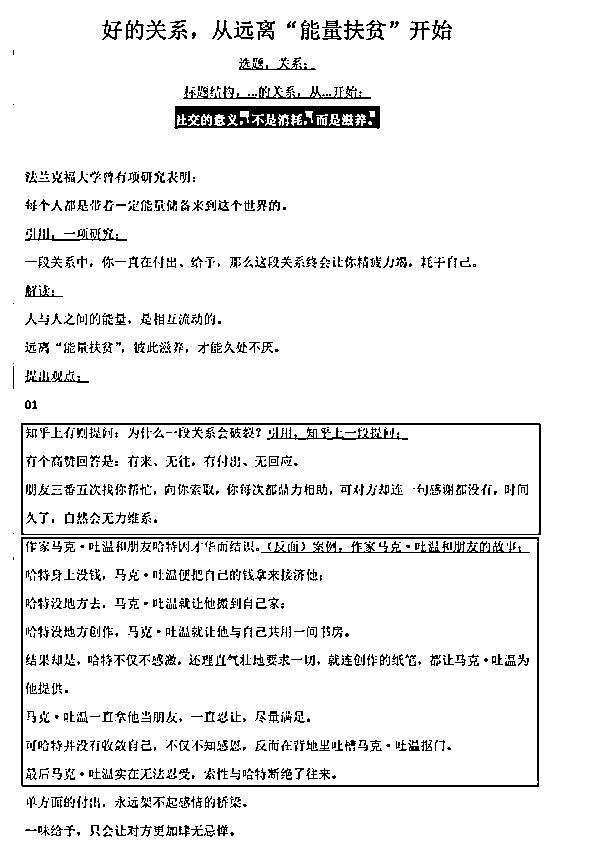 好的关系，从远离“能量扶贫”开始
选题，关系；
标题结构，...的关系，从...开始；
社交的意义，不是消耗，而是滋养。
法兰克福大学曾有项研究表明：
每个人都是带着一定能量储备来到这个世界的。
引用，一项研究；
一段关系中，你一直在付出、给予，那么这段关系终会让你精疲力竭，耗干自己。
解读；
人与人之间的能量，是相互流动的。
远离“能量扶贫”，彼此滋养，才能久处不厌。
提出观点；
01
知乎上有则提问：为什么一段关系会破裂？引用，知乎上一段提问；
有个高赞回答是：有来、无往，有付出、无回应。
朋友三番五次找你帮忙，向你索取，你每次都鼎力相助，可对方却连一句感谢都没有，时间
久了，自然会无力维系。
作家马克·吐温和朋友哈特因才华而结识。（反面）案例，作家马克·吐温和朋友的故事；
哈特身上没钱，马克·吐温便把自己的钱拿来接济他；
哈特没地方去，马克·吐温就让他搬到自己家；
哈特没地方创作，马克·吐温就让他与自己共用一间书房。
结果却是，哈特不仅不感激，还理直气壮地要求一切，就连创作的纸笔，都让马克·吐温为
他提供。
马克·吐温一直拿他当朋友，一直忍让，尽量满足。
可哈特并没有收敛自己，不仅不知感恩，反而在背地里吐槽马克·吐温抠门。
最后马克·吐温实在无法忍受，索性与哈特断绝了往来。
单方面的付出，永远架不起感情的桥梁。
一味给予，只会让对方更加肆无忌惮。